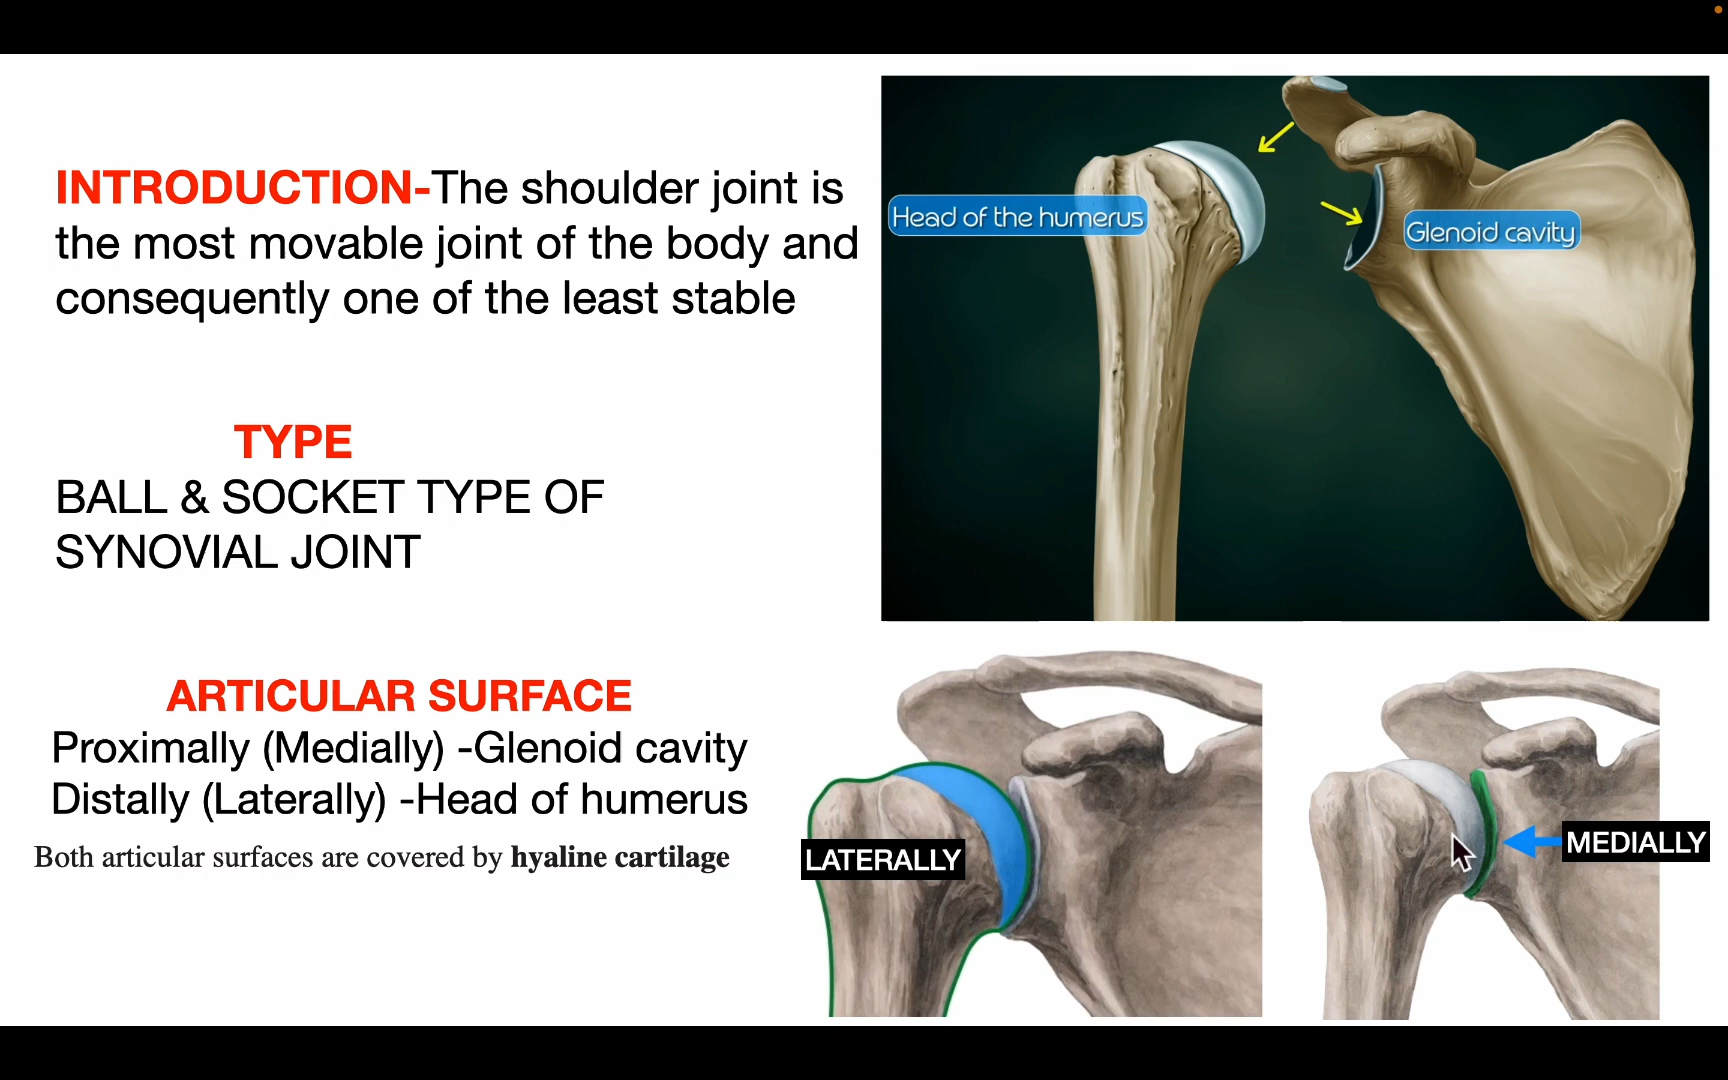 INTRODUCTION-The shoulder joint is
the most movable joint of the body and
consequently one of the least stable
TYPE
BALL & SOCKET TYPE OF
SYNOVIAL JOINT
ARTICULAR SURFACE
Proximally (Medially) -Glenoid cavity
Distally (Laterally) -Head of humerus
Both articular surfaces are covered by hyaline cartilage
Head of the humerus
Glenoid cavity
LATERALLY
MEDIALLY